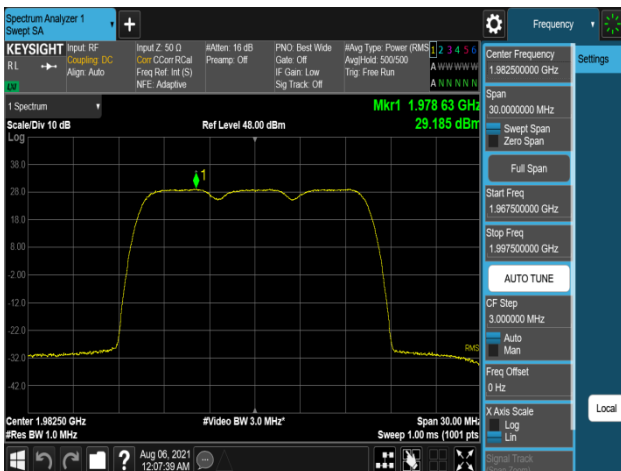 Spectrum Analyzer 1
Swept SA
Frequency
KEYSIGHT
RL
Input: RF
Coupling: DC
Align: Auto
Input Z: 50 Ω
Corr CCorr RCal
Freq Ref: Int (S)
NFE: Adaptive
#Atten: 16 dB
Preamp: Off
PNO: Best Wide
Gate: Off
IF Gain: Low
Sig Track: Off
#Avg Type: Power (RMS
Avg|Hold: 500/500
Trig: Free Run
1 2 3 4 5 6
A W W W W W
A N N N N N
1 Spectrum
Scale/Div 10 dB
Log
Ref Level 48.00 dBm
Mkr1 1.978 63 GHz
29.185 dBm
1
38.0
28.0
18.0
8.00
-2.00
-12.0
-22.0
-32.0
-42.0
RMS
Center 1.98250 GHz
#Res BW 1.0 MHz
#Video BW 3.0 MHz*
Span 30.00 MHz
Sweep 1.00 ms (1001 pts)
Aug 06, 2021
12:07:39 AM
Center Frequency
1.982500000 GHz
Settings
Span
30.0000000 MHz
Swept Span
Zero Span
Full Span
Start Freq
1.967500000 GHz
Stop Freq
1.997500000 GHz
AUTO TUNE
CF Step
3.000000 MHz
Auto
Man
Freq Offset
0 Hz
X Axis Scale
Log
Lin
Local
Signal Track